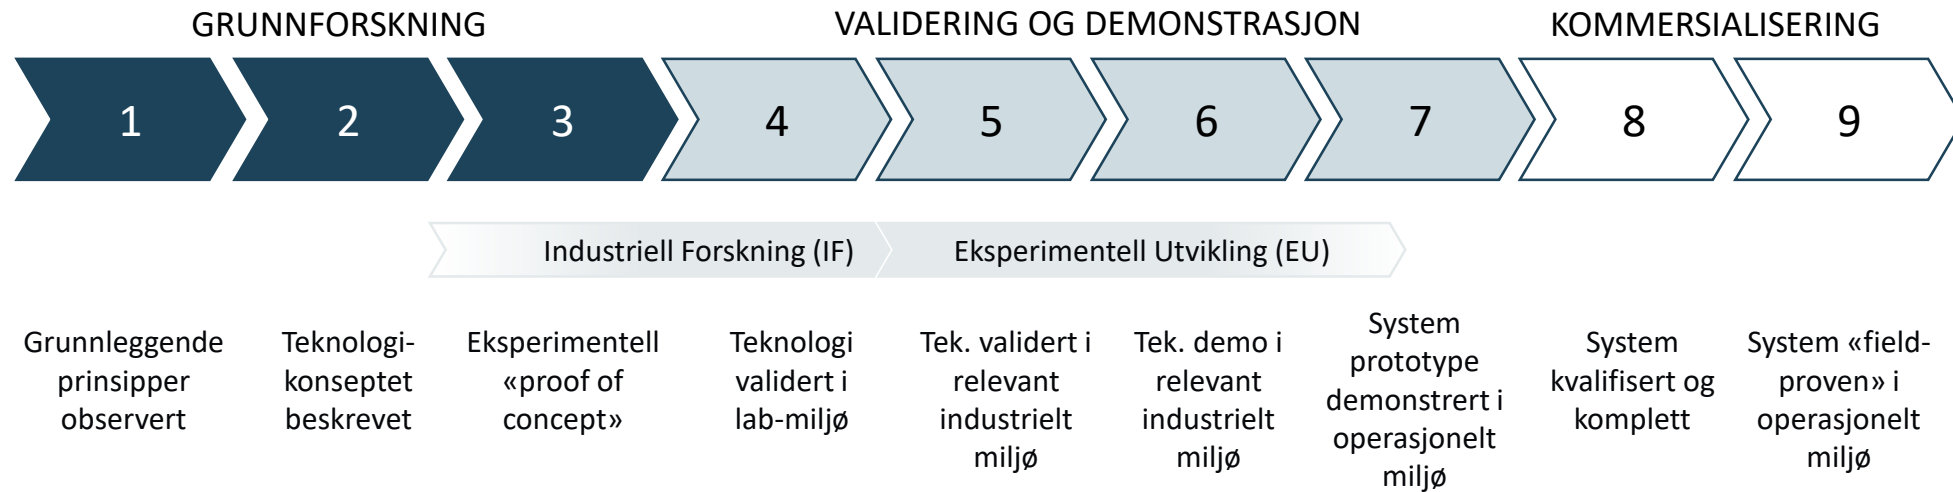 GRUNNFORSKNING
VALIDERING OG DEMONSTRASJON
KOMMERSIALISERING
1
2
3
4
5
6
7
8
9
Industriell Forskning (IF)
Eksperimentell Utvikling (EU)
Grunnleggende
prinsipper
observert
Teknologi-
konseptet
beskrevet
Eksperimentell
«proof of
concept»
Teknologi
validert i
lab-miljø
Tek. validert i
relevant
industrielt
miljø
Tek. demo i
relevant
industrielt
miljø
System
prototype
demonstrert i
operasjonelt
miljø
System
kvalifisert og
komplett
System «field-
proven» i
operasjonelt
miljø